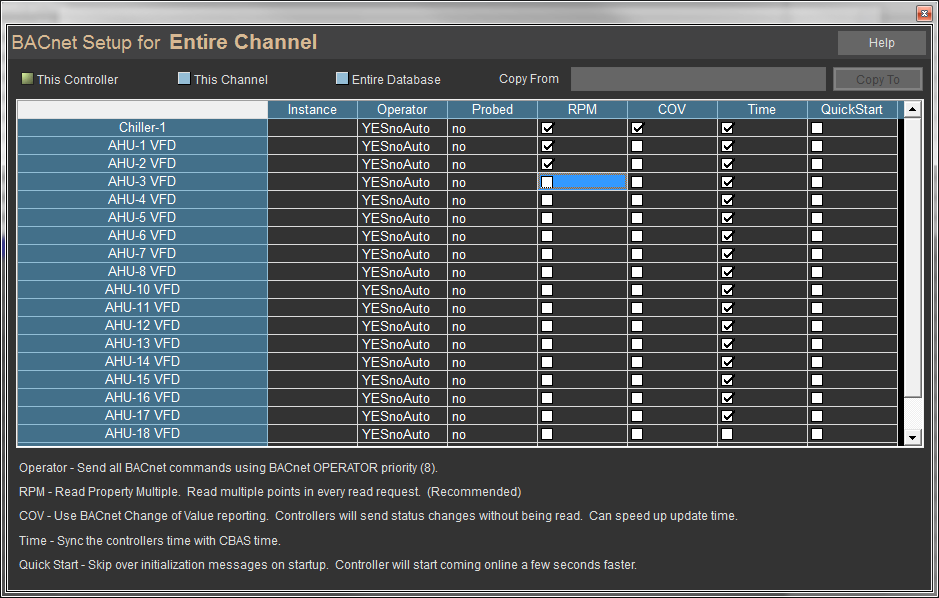 BACnet Setup for Entire Channel
Help
This Controller This Channel Entire Database Copy From Copy To
Instance Operator Probed RPM COV Time QuickStart
Chiller-1 YESnoAuto no
AHU-1 VFD YESnoAuto no
AHU-2 VFD YESnoAuto no
AHU-3 VFD YESnoAuto no
AHU-4 VFD YESnoAuto no
AHU-5 VFD YESnoAuto no
AHU-6 VFD YESnoAuto no
AHU-7 VFD YESnoAuto no
AHU-8 VFD YESnoAuto no
AHU-10 VFD YESnoAuto no
AHU-11 VFD YESnoAuto no
AHU-12 VFD YESnoAuto no
AHU-13 VFD YESnoAuto no
AHU-14 VFD YESnoAuto no
AHU-15 VFD YESnoAuto no
AHU-16 VFD YESnoAuto no
AHU-17 VFD YESnoAuto no
AHU-18 VFD YESnoAuto no
Operator - Send all BACnet commands using BACnet OPERATOR priority (8).
RPM - Read Property Multiple. Read multiple points in every read request. (Recommended)
COV - Use BACnet Change of Value reporting. Controllers will send status changes without being read. Can speed up update time.
Time - Sync the controllers time with CBAS time.
Quick Start - Skip over initialization messages on startup. Controller will start coming online a few seconds faster.